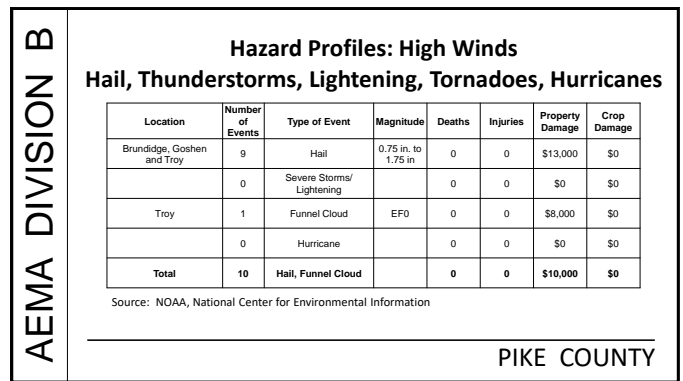 AEMA DIVISION B
Hazard Profiles: High Winds
Hail, Thunderstorms, Lightening, Tornadoes, Hurricanes
Location Number of Events Type of Event Magnitude Deaths Injuries Property Damage Crop Damage
Brundidge, Goshen and Troy 9 Hail 0.75 in. to 1.75 in 0 0 $13,000 $0
0 Severe Storms/ Lightening 0 0 $0 $0
Troy 1 Funnel Cloud EF0 0 0 $8,000 $0
0 Hurricane 0 0 $0 $0
Total 10 Hail, Funnel Cloud 0 0 $10,000 $0
Source: NOAA, National Center for Environmental Information
PIKE COUNTY